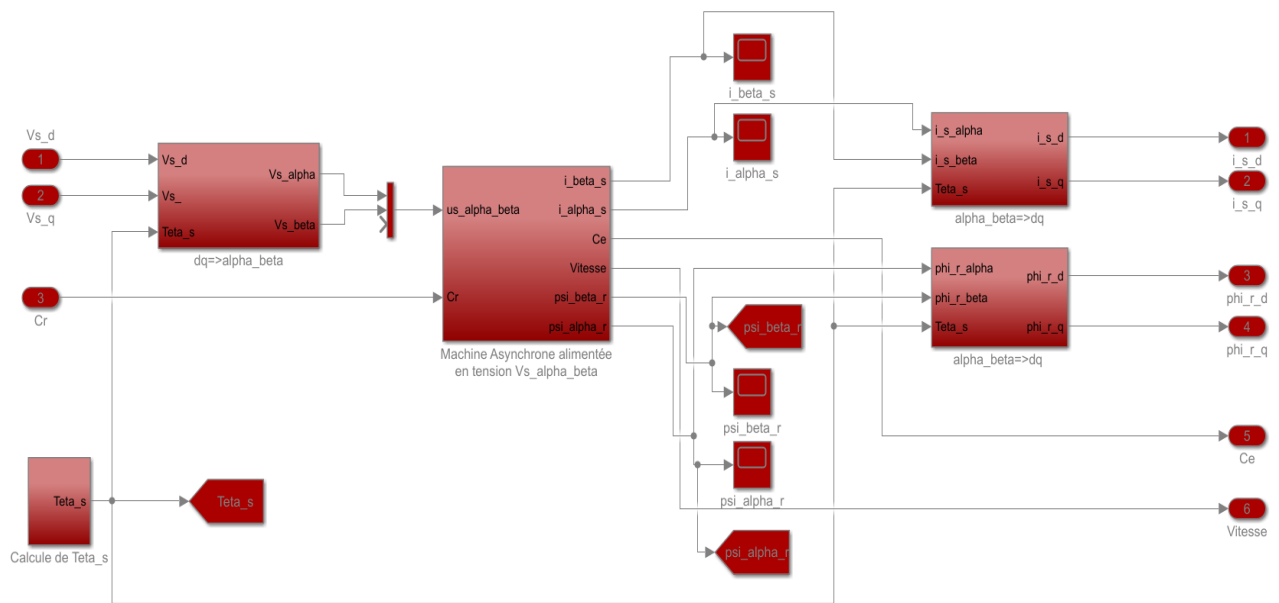 Vs_d
1
2
Vs_q
3
Cr
Vs_d
Vs_
Teta_s
Vs_alpha
Vs_beta
dq=>alpha_beta
us_alpha_beta
Cr
i_beta_s
i_alpha_s
Ce
Vitesse
psi_beta_r
psi_alpha_r
Machine Asynchrone alimentée
en tension Vs_alpha_beta
i_beta_s
i_alpha_s
psi_beta_r
psi_beta_r
psi_alpha_r
psi_alpha_r
i_s_alpha
i_s_beta
Teta_s
i_s_d
i_s_q
alpha_beta=>dq
phi_r_alpha
phi_r_beta
Teta_s
phi_r_d
phi_r_q
alpha_beta=>dq
1
i_s_d
2
i_s_q
3
phi_r_d
4
phi_r_q
5
Ce
6
Vitesse
Teta_s
Calcule de Teta_s
Teta_s